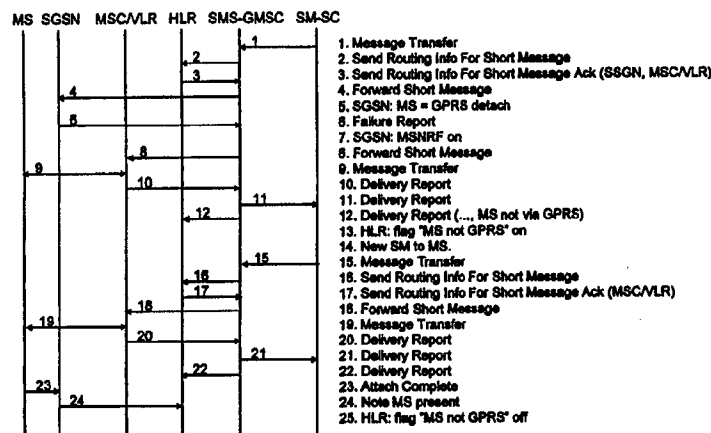 MS SGSN MSC/VLR HLR SMS-GMSC SM-SC
1
2
3
4
6
8
9
10
11
12
15
16
17
18
19
20
21
22
23
24
1. Message Transfer
2. Send Routing Info For Short Message
3. Send Routing Info For Short Message Ack (SSGN, MSC/VLR)
4. Forward Short Message
5. SGSN: MS = GPRS detach
6. Failure Report
7. SGSN: MSNRF on
8. Forward Short Message
9. Message Transfer
10. Delivery Report
11. Delivery Report
12. Delivery Report (..., MS not via GPRS)
13. HLR: flag "MS not GPRS" on
14. New SM to MS.
15. Message Transfer
16. Send Routing Info For Short Message
17. Send Routing Info For Short Message Ack (MSC/VLR)
18. Forward Short Message
19. Message Transfer
20. Delivery Report
21. Delivery Report
22. Delivery Report
23. Attach Complete
24. Note MS present
25. HLR: flag "MS not GPRS" off